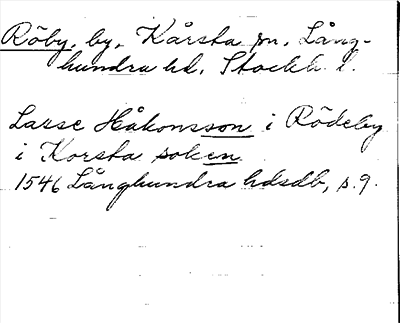 Röby, by, Kårsta sn. Lång-
hundra hd. Stockh. l.
Larse Håkonsson i Rödeby
i Korsta soken
1546 Långhundra hdsdb, s. 9.